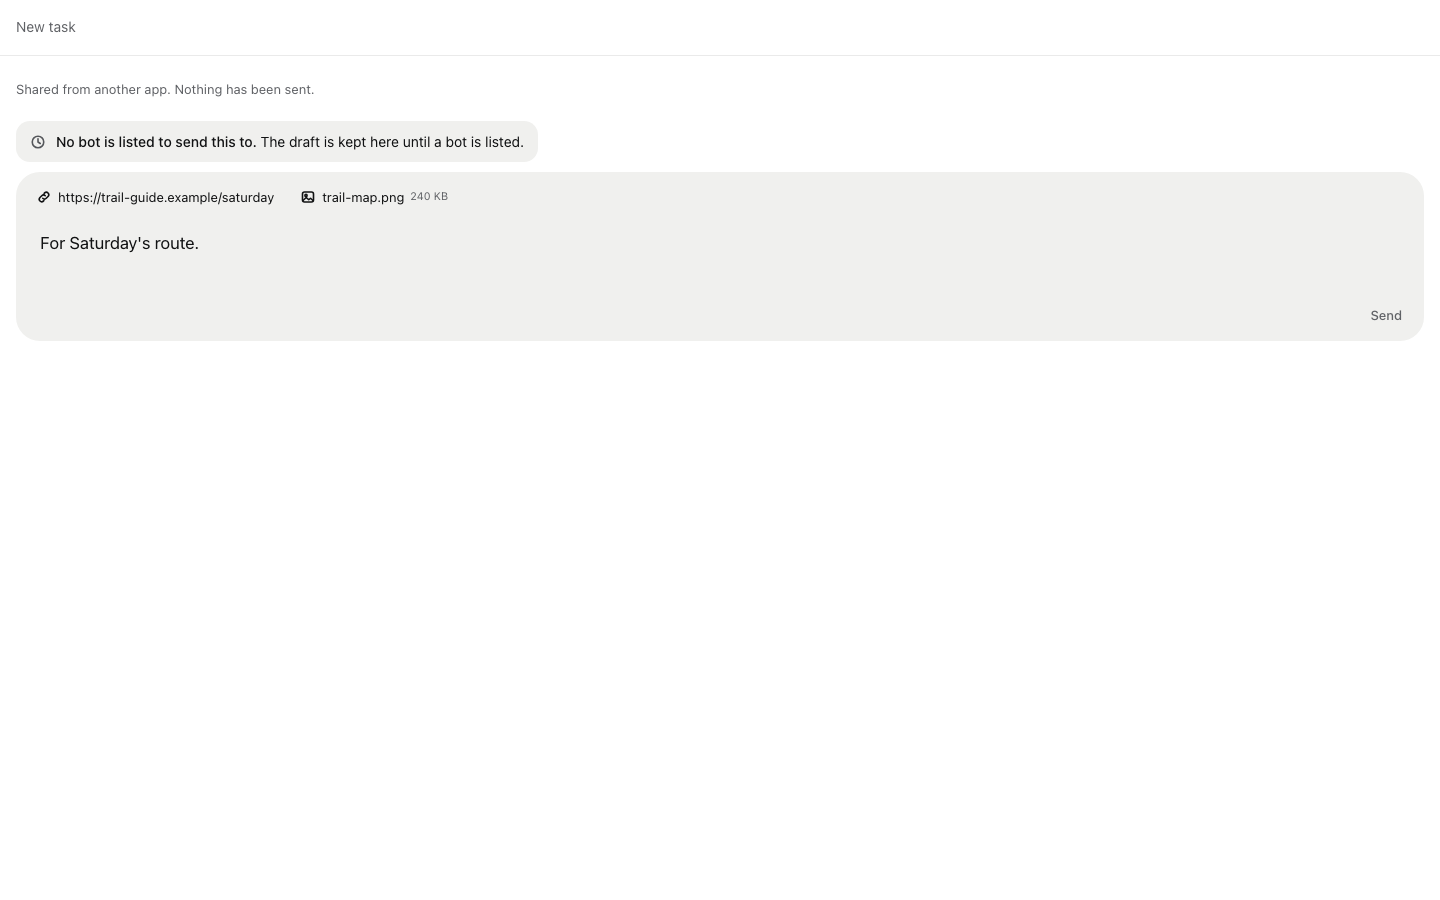 New task
Shared from another app. Nothing has been sent.
No bot is listed to send this to. The draft is kept here until a bot is listed.
https://trail-guide.example/saturday trail-map.png 240 KB
For Saturday's route.
Send